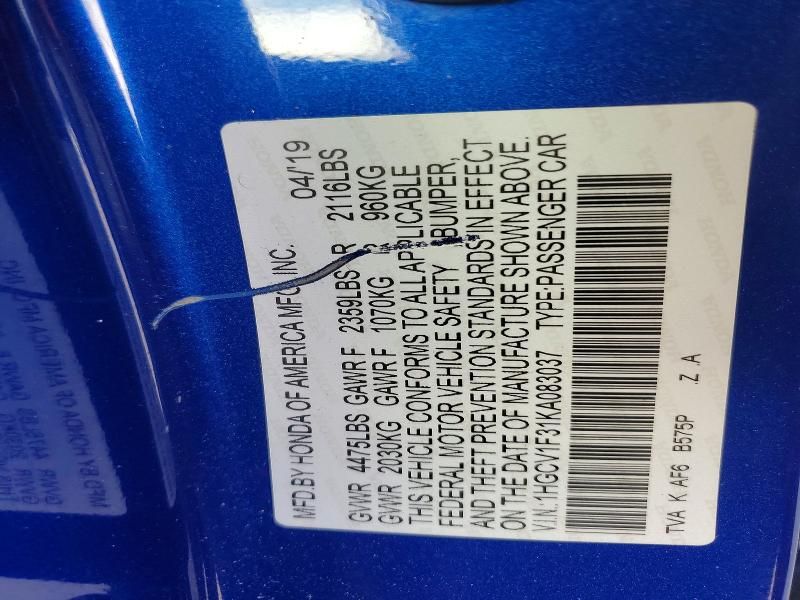 MFD.BY HONDA OF AMERICA MFG., INC. 04/'19
GVWR 4475LBS GAWR F 2359LBS R 2116LBS
GVWR 2030KG GAWR F 1070KG R 960KG
THIS VEHICLE CONFORMS TO ALL APPLICABLE
FEDERAL MOTOR VEHICLE SAFETY, BUMPER,
AND THEFT PREVENTION STANDARDS IN EFFECT
ON THE DATE OF MANUFACTURE SHOWN ABOVE.
V.I.N: 1HGCV1F31KA083037 TYPE:PASSENGER CAR
TVA K AF6 B575P .Z .A